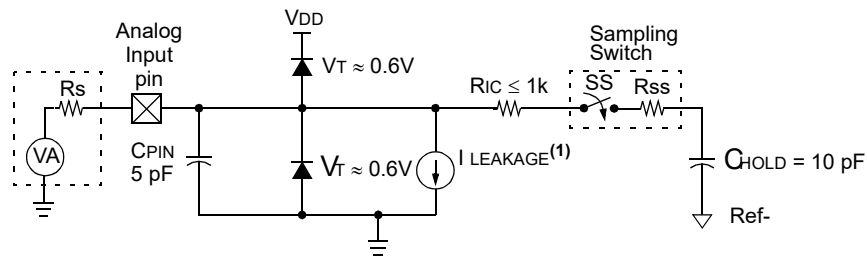 VDD
Analog
Input
pin
Sampling
Switch
VT ≈ 0.6V
RIC ≤ 1k
SS
Rss
Rs
VA
CPIN
5 pF
VT ≈ 0.6V
I LEAKAGE(1)
CHOLD = 10 pF
Ref-